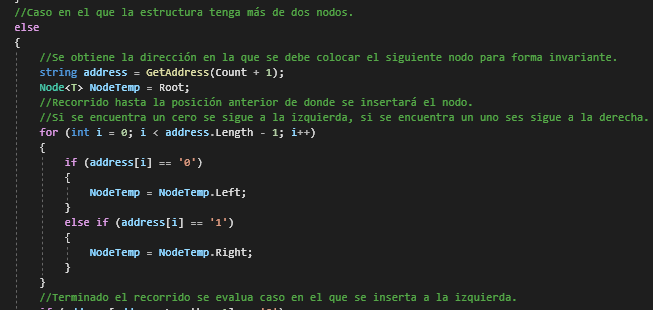 //Caso en el que la estructura tenga más de dos nodos.
else
{
//Se obtiene la dirección en la que se debe colocar el siguiente nodo para forma invariante.
string address = GetAddress(Count + 1);
Node<T> NodeTemp = Root;
//Recorrido hasta la posición anterior de donde se insertará el nodo.
//Si se encuentra un cero se sigue a la izquierda, si se encuentra un uno ses sigue a la derecha.
for (int i = 0; i < address.Length - 1; i++)
{
if (address[i] == '0')
{
NodeTemp = NodeTemp.Left;
}
else if (address[i] == '1')
{
NodeTemp = NodeTemp.Right;
}
}
//Terminado el recorrido se evalua caso en el que se inserta a la izquierda.